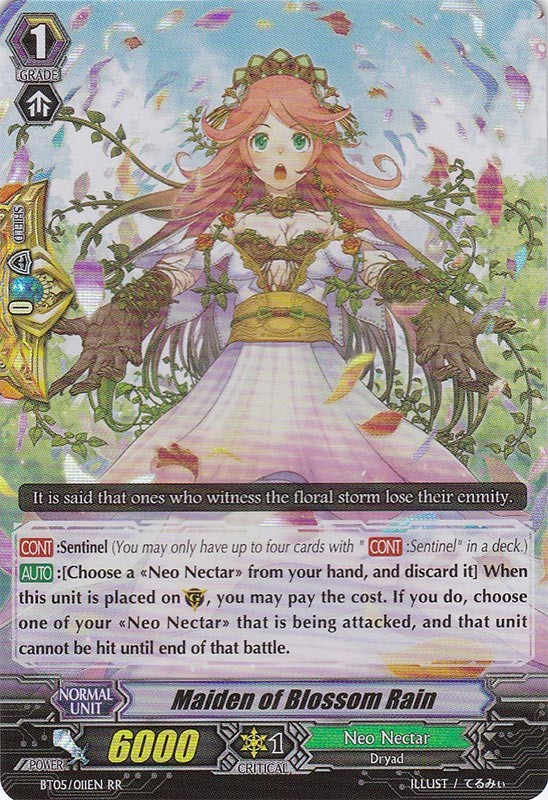 1
GRADE
SHIELD
0
It is said that ones who witness the floral storm lose their enmity.
CONT :Sentinel (You may only have up to four cards with " CONT :Sentinel" in a deck.)
AUTO :[Choose a «Neo Nectar» from your hand, and discard it] When
this unit is placed on , you may pay the cost. If you do, choose
one of your «Neo Nectar» that is being attacked, and that unit
cannot be hit until end of that battle.
NORMAL
UNIT
Maiden of Blossom Rain
POWER
6000
1
CRITICAL
Neo Nectar
Dryad
BT05/011EN RR
ILLUST / てるみぃ